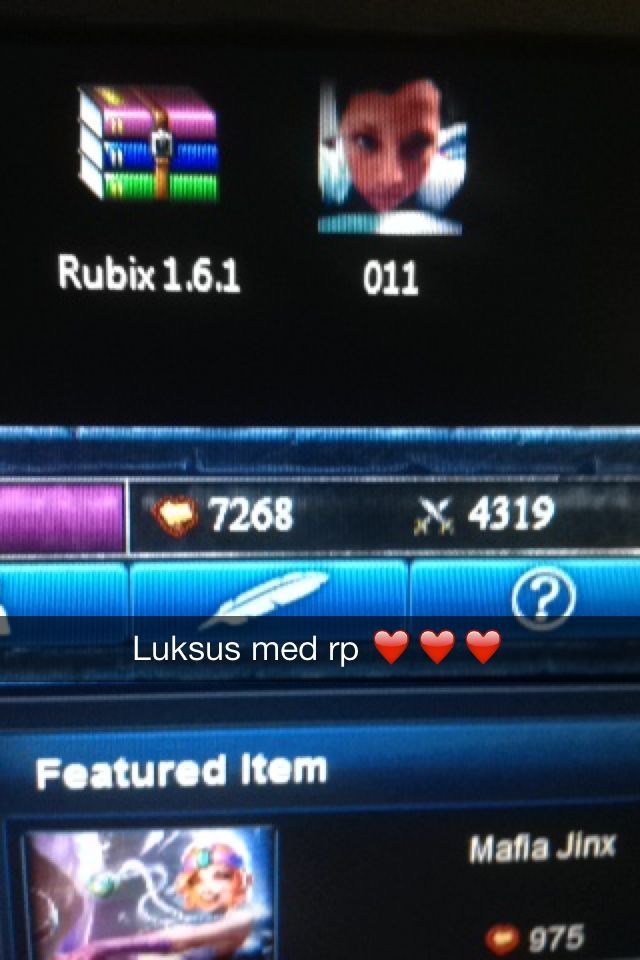 Rubix 1.6.1
011
7268
4319
?
Luksus med rp ❤️❤️❤️
Featured Item
Mafia Jinx
975